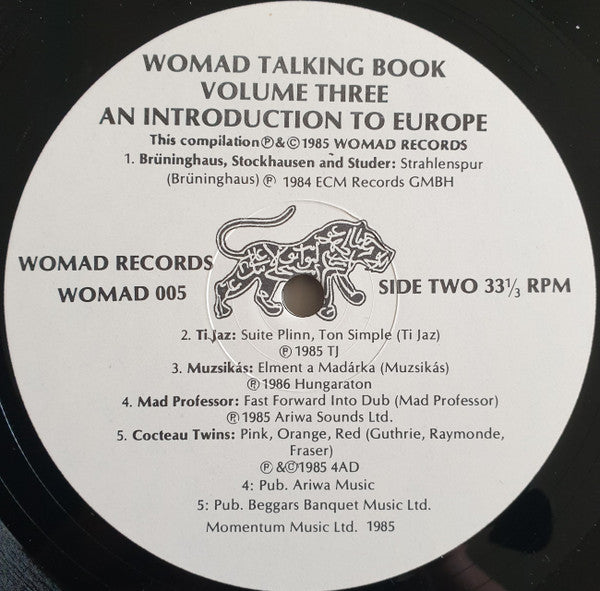 WOMAD TALKING BOOK
VOLUME THREE
AN INTRODUCTION TO EUROPE
This compilation ℗ & © 1985 WOMAD RECORDS
1. Brüninghaus, Stockhausen and Studer: Strahlenspur
(Brüninghaus) ℗ 1984 ECM Records GMBH
WOMAD RECORDS
WOMAD 005
SIDE TWO 33⅓ RPM
2. Ti Jaz: Suite Plinn, Ton Simple (Ti Jaz)
℗ 1985 TJ
3. Muzsikás: Elment a Madárka (Muzsikás)
℗ 1986 Hungaraton
4. Mad Professor: Fast Forward Into Dub (Mad Professor)
℗ 1985 Ariwa Sounds Ltd.
5. Cocteau Twins: Pink, Orange, Red (Guthrie, Raymonde,
Fraser)
℗ &© 1985 4AD
4: Pub. Ariwa Music
5: Pub. Beggars Banquet Music Ltd.
Momentum Music Ltd. 1985